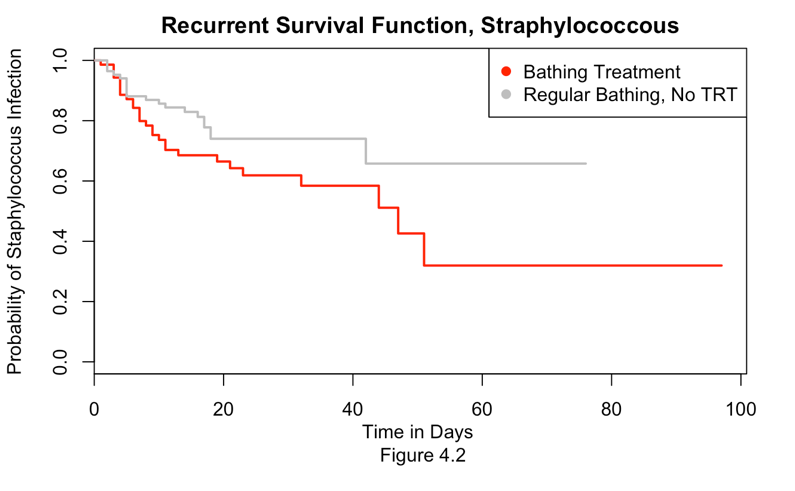 Recurrent Survival Function, Straphylococcous
Probability of Staphylococcus Infection
1.0
0.8
0.6
0.4
0.2
0.0
Bathing Treatment
Regular Bathing, No TRT
0 20 40 60 80 100
Time in Days
Figure 4.2